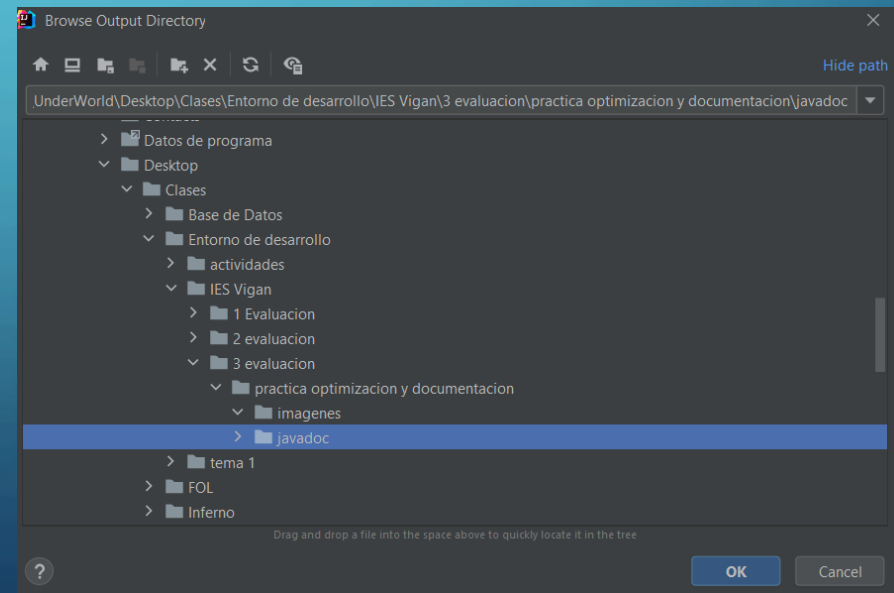 Browse Output Directory
Hide path
UnderWorld\Desktop\Clases\Entorno de desarrollo\IES Vigan\3 evaluacion\practica optimizacion y documentacion\javadoc
Datos de programa
Desktop
Clases
Base de Datos
Entorno de desarrollo
actividades
IES Vigan
1 Evaluacion
2 evaluacion
3 evaluacion
practica optimizacion y documentacion
imagenes
javadoc
tema 1
FOL
Inferno
Drag and drop a file into the space above to quickly locate it in the tree
?
OK
Cancel